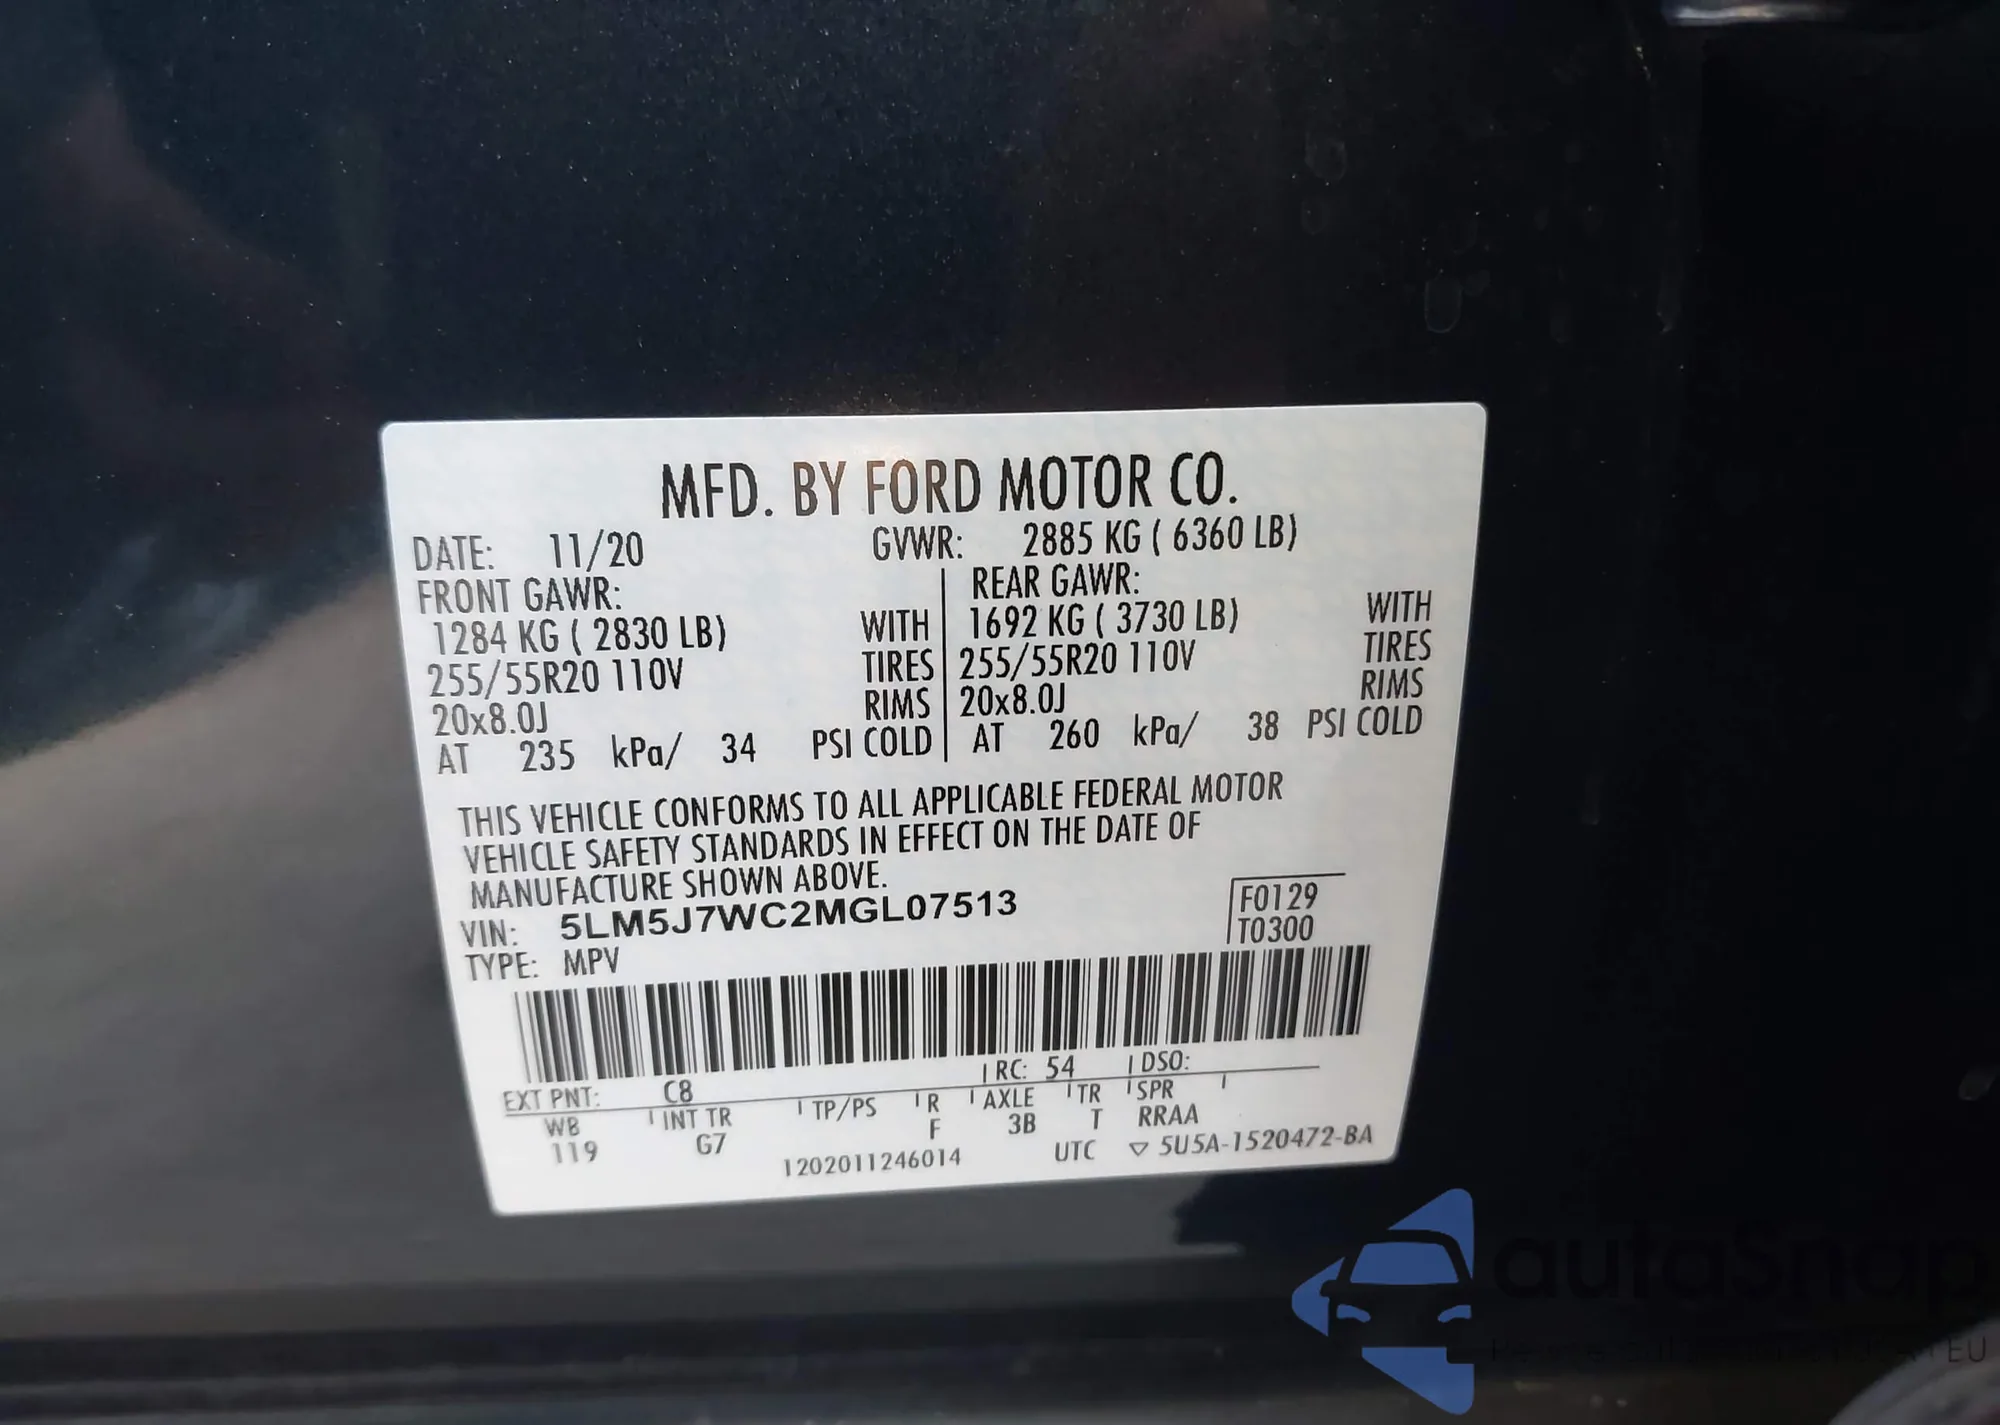 MFD. BY FORD MOTOR CO.
DATE: 11/20 GVWR: 2885 KG ( 6360 LB)
FRONT GAWR: REAR GAWR:
1284 KG ( 2830 LB) WITH 1692 KG ( 3730 LB) WITH
255/55R20 110V TIRES 255/55R20 110V TIRES
20x8.0J RIMS 20x8.0J RIMS
AT 235 kPa/ 34 PSI COLD AT 260 kPa/ 38 PSI COLD
THIS VEHICLE CONFORMS TO ALL APPLICABLE FEDERAL MOTOR
VEHICLE SAFETY STANDARDS IN EFFECT ON THE DATE OF
MANUFACTURE SHOWN ABOVE.
VIN: 5LM5J7WC2MGL07513 F0129
TYPE: MPV T0300
EXT PNT: C8 RC: 54 DSO:
WB INT TR TP/PS R AXLE TR SPR
119 G7 F 3B T RRAA
1202011246014 UTC ▽ 5U5A-1520472-BA
autoSnap
EU